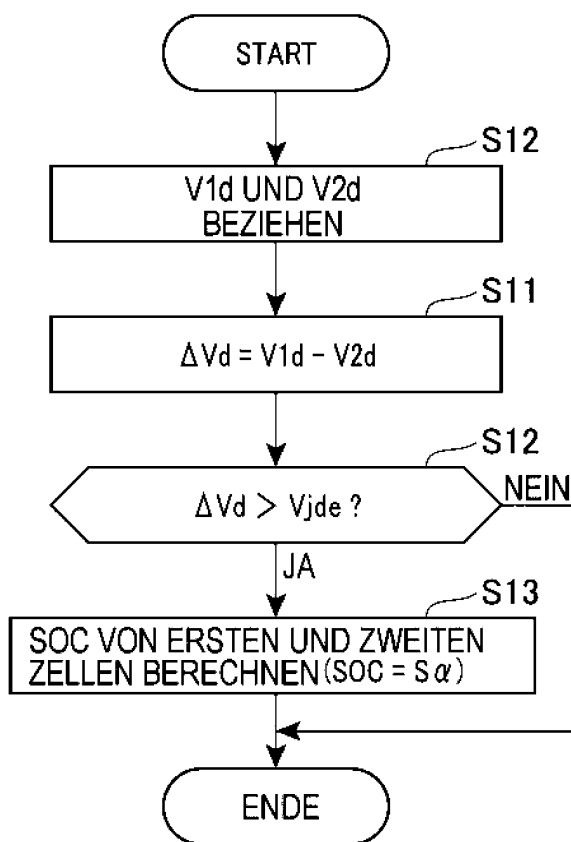 START
S12
V1d UND V2d
BEZIEHEN
S11
ΔVd = V1d − V2d
S12
ΔVd > Vjde ?
NEIN
JA
S13
SOC VON ERSTEN UND ZWEITEN
ZELLEN BERECHNEN(SOC = Sα)
ENDE